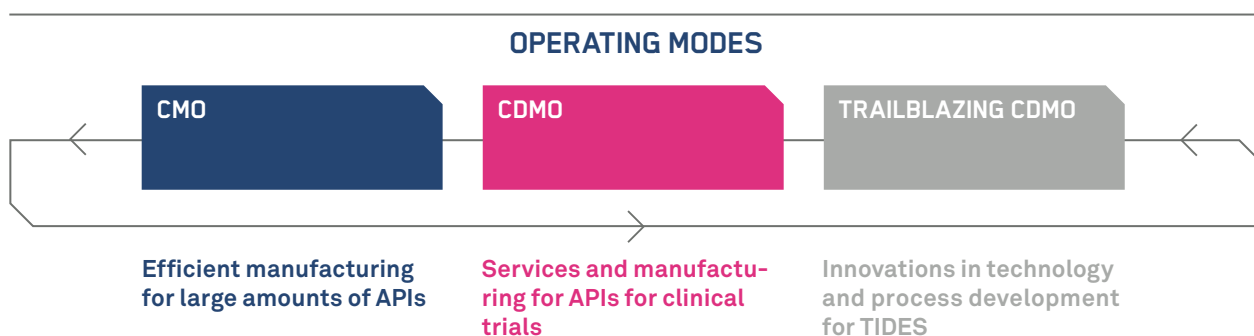 OPERATING MODES
CMO
CDMO
TRAILBLAZING CDMO
Efficient manufacturing
for large amounts of APIs
Services and manufactu-
ring for APIs for clinical
trials
Innovations in technology
and process development
for TIDES